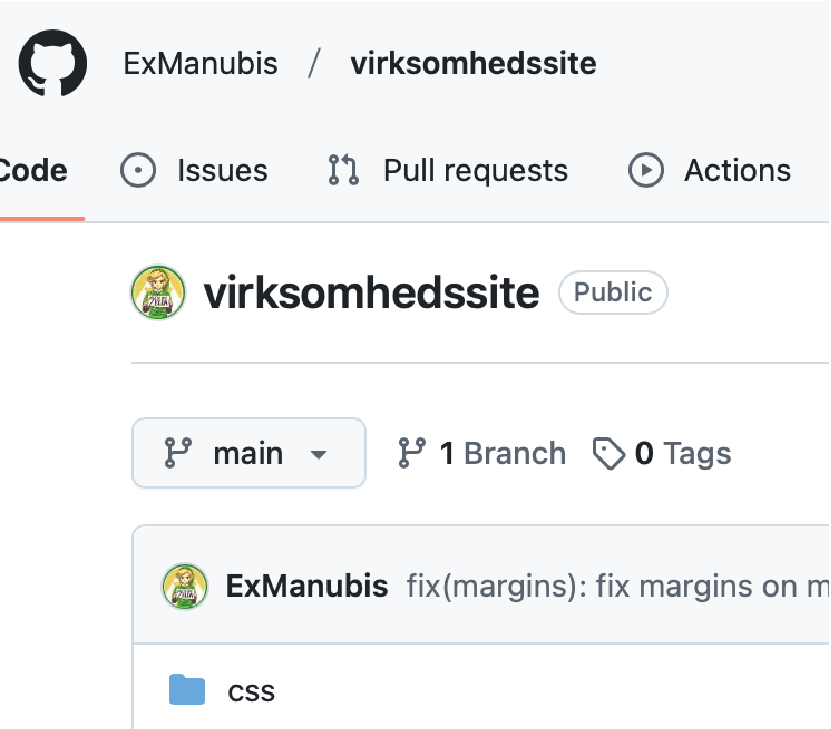 ExManubis / virksomhedssite
Code Issues Pull requests Actions
virksomhedssite Public
main 1 Branch 0 Tags
ExManubis fix(margins): fix margins on m
css